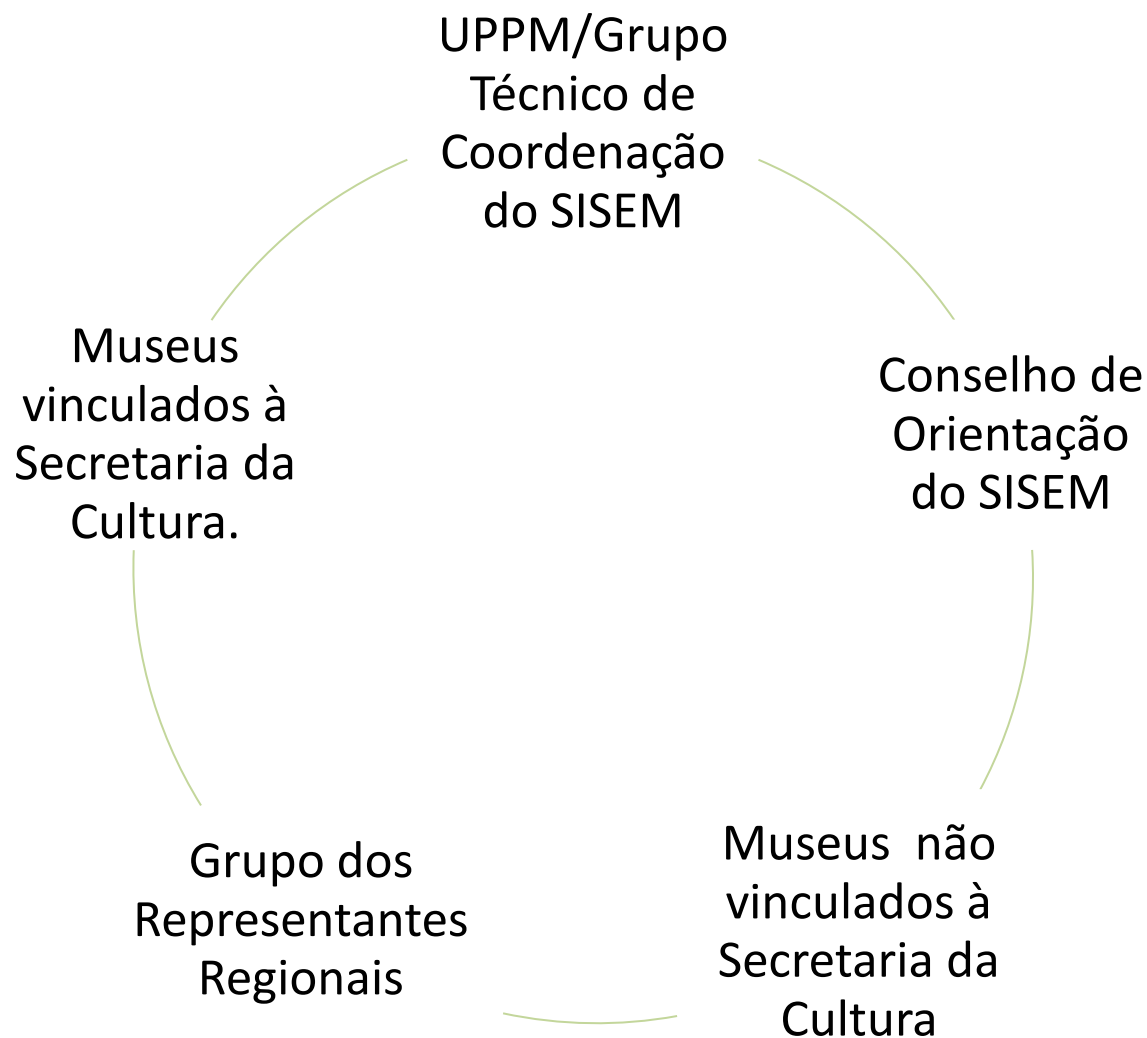 UPPM/Grupo
Técnico de
Coordenação
do SISEM
Conselho de
Orientação
do SISEM
Museus  não
vinculados à
Secretaria da
Cultura
Grupo dos
Representantes
Regionais
Museus
vinculados à
Secretaria da
Cultura.